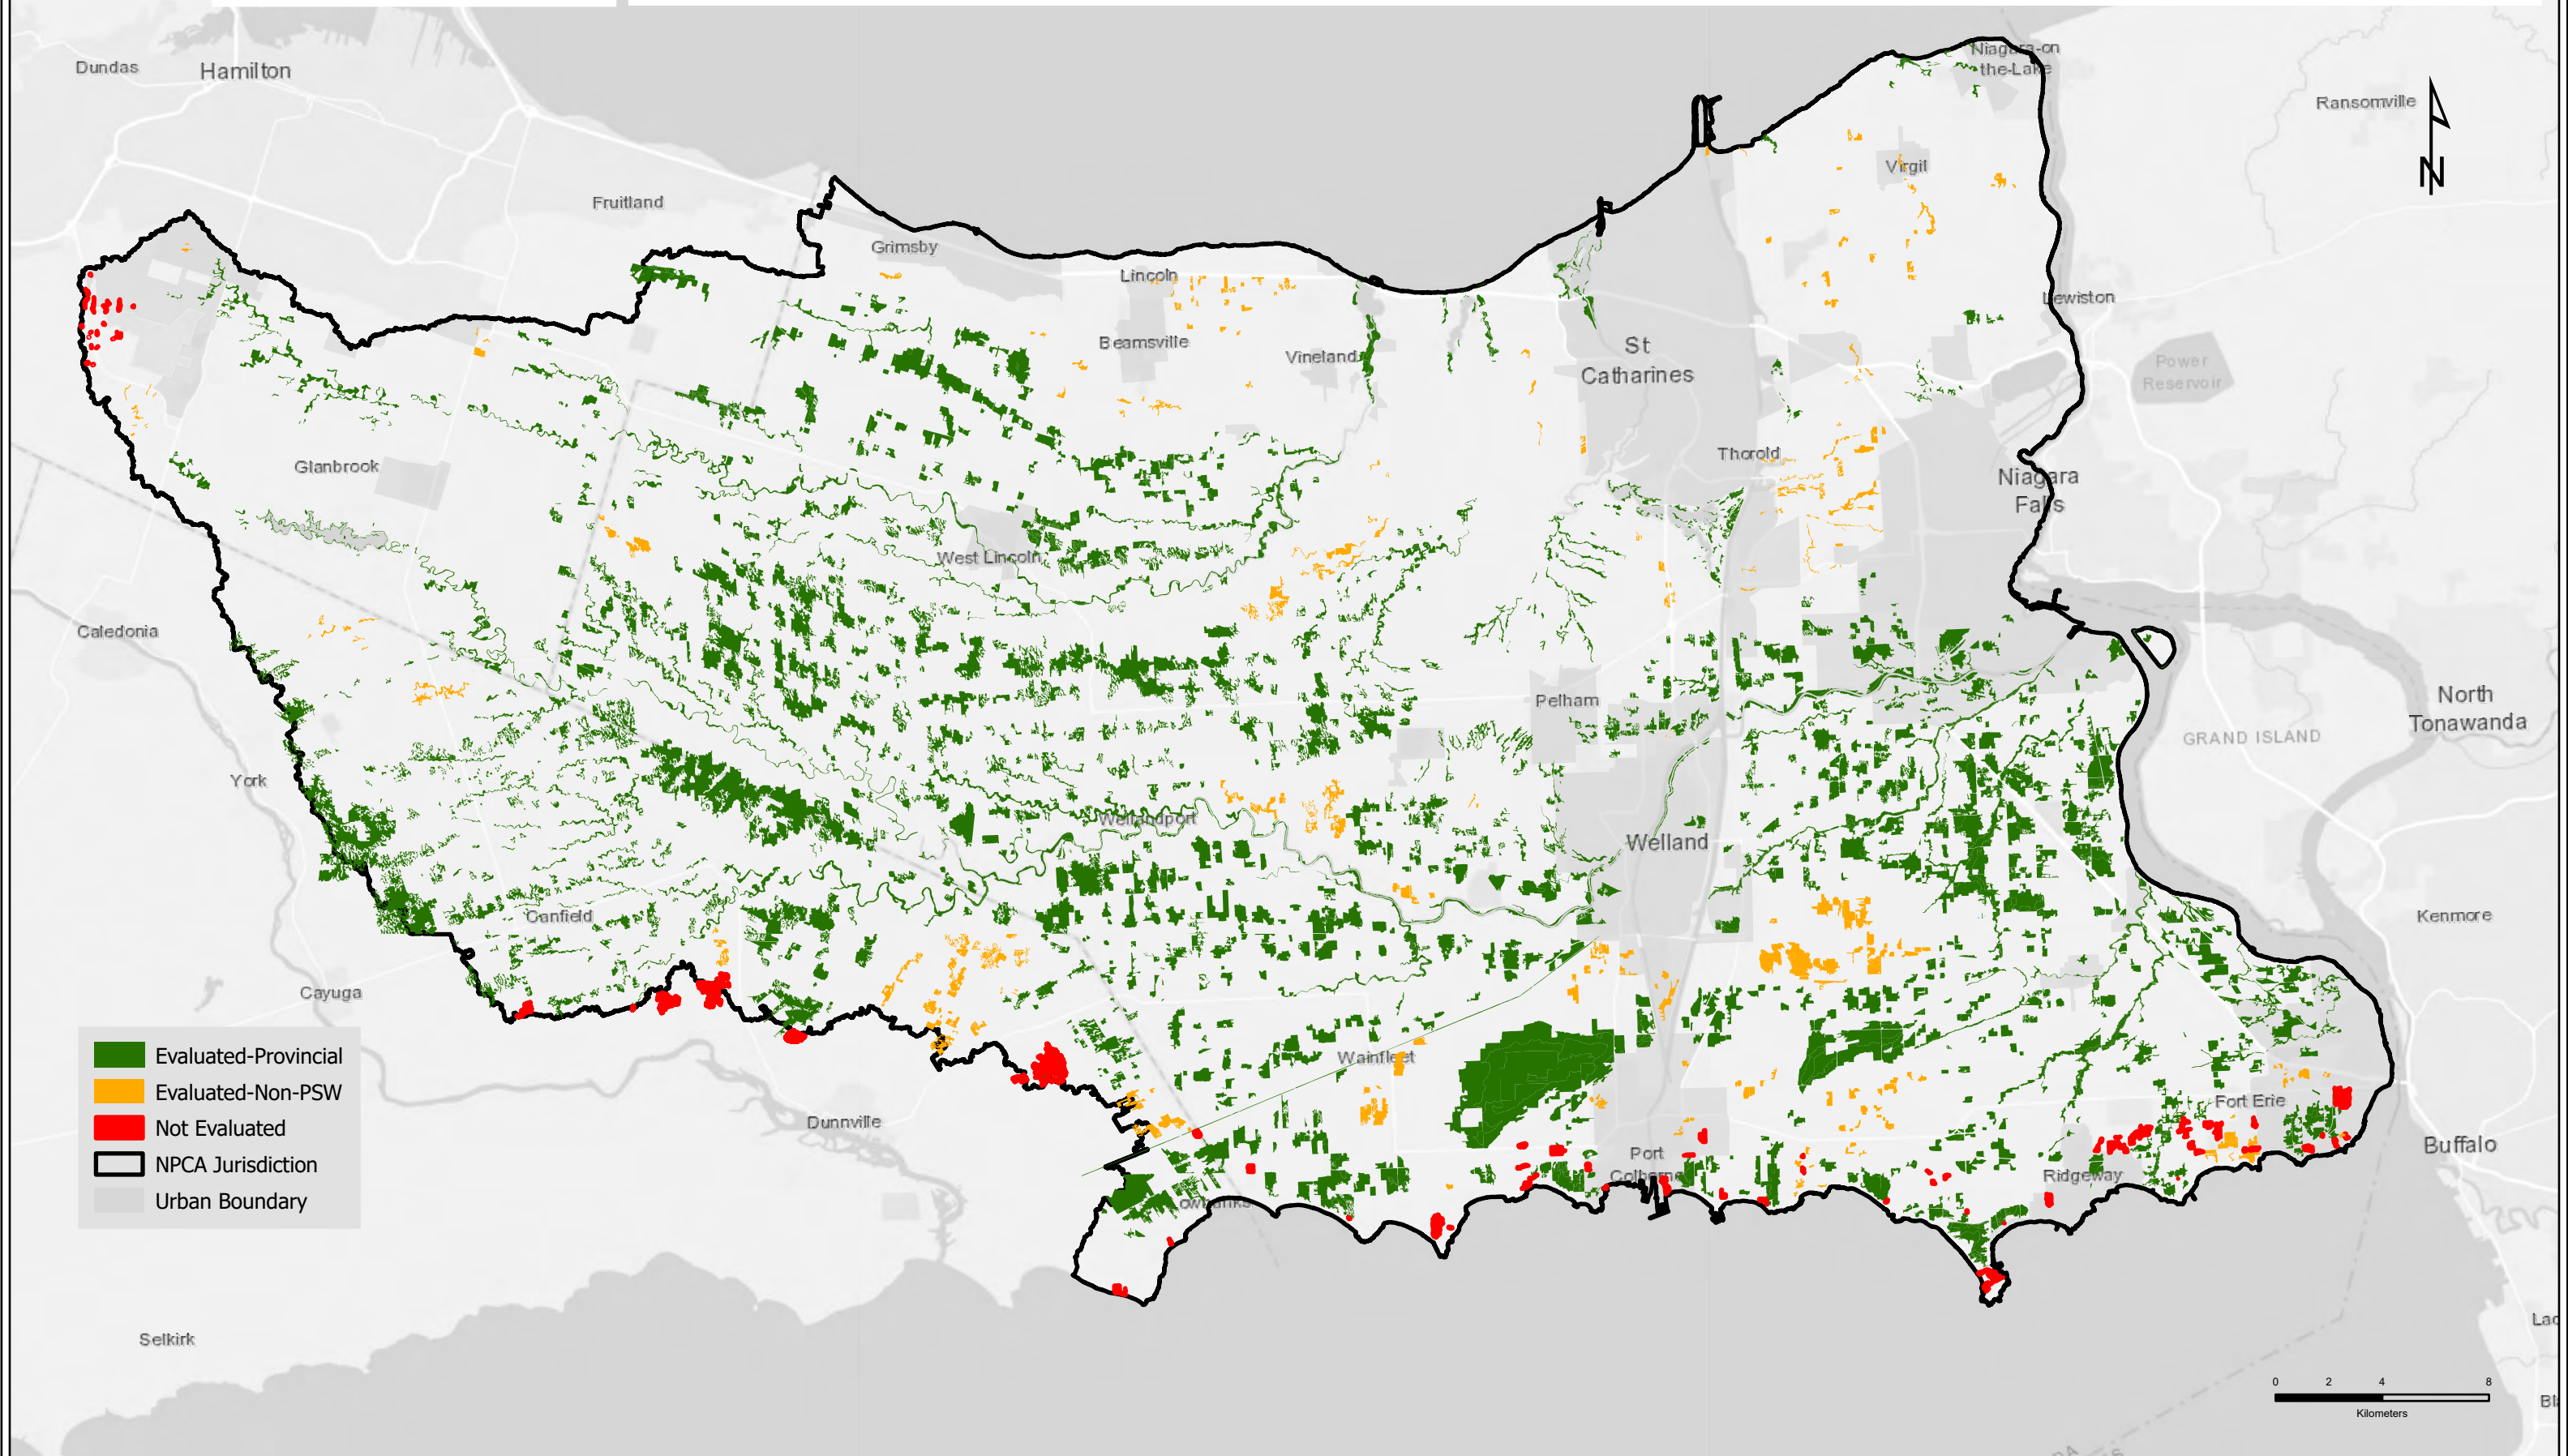 Niagara-on
the-Lake
Dundas
Hamilton
Ransomville
N
Virgil
Fruitland
Grimsby
Lincoln
Lewiston
Beamsville
Vineland
St
Catharines
Power
Reservoir
Thorold
Glanbrook
Niagara
Falls
West Lincoln
Caledonia
Pelham
North
Tonawanda
GRAND ISLAND
York
Wellandport
Welland
Canfield
Kenmore
Cayuga
Evaluated-Provincial
Evaluated-Non-PSW
Not Evaluated
NPCA Jurisdiction
Urban Boundary
Wainfleet
Dunnville
Fort Erie
Buffalo
Port
Colborne
Ridgeway
Selkirk
0 2 4 8
Kilometers